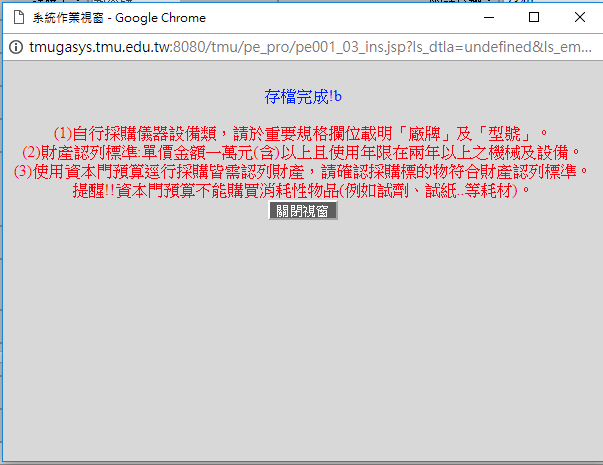 系統作業視窗 - Google Chrome
tmugasys.tmu.edu.tw:8080/tmu/pe_pro/pe001_03_ins.jsp?ls_dtla=undefined&ls_em...
存檔完成!b
(1)自行採購儀器設備類，請於重要規格欄位載明「廠牌」及「型號」。
(2)財產認列標準:單價金額一萬元(含)以上且使用年限在兩年以上之機械及設備。
(3)使用資本門預算逕行採購皆需認列財產，請確認採購標的物符合財產認列標準。
提醒!!資本門預算不能購買消耗性物品(例如試劑、試紙..等耗材)。
關閉視窗